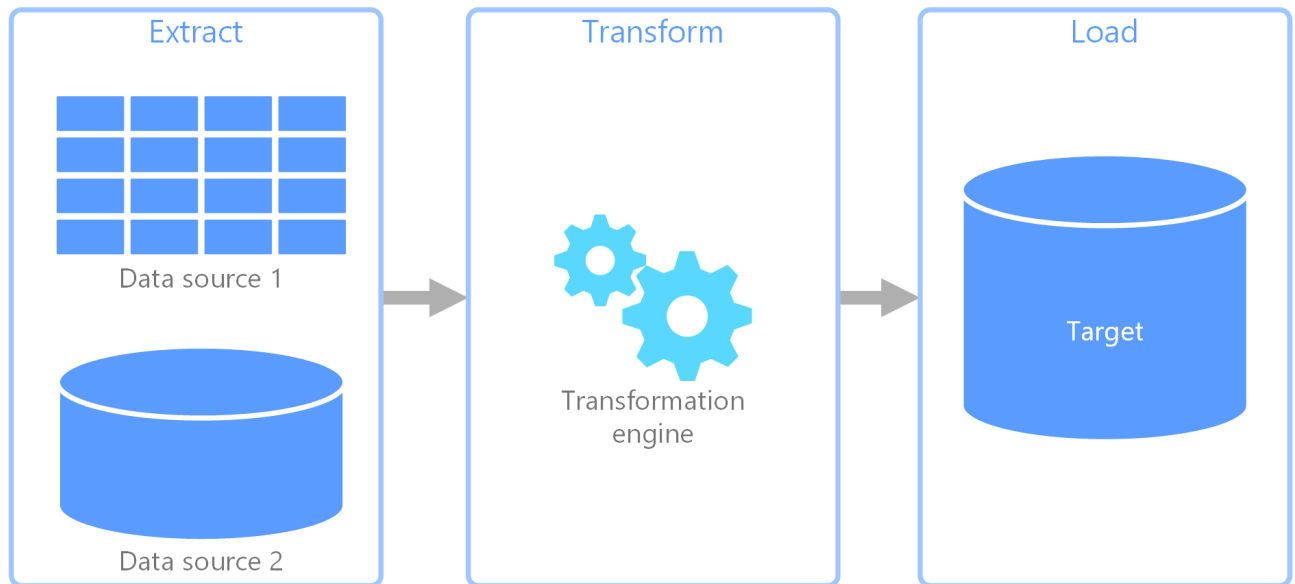 Extract
Data source 1
Data source 2
Transform
Transformation
engine
Load
Target